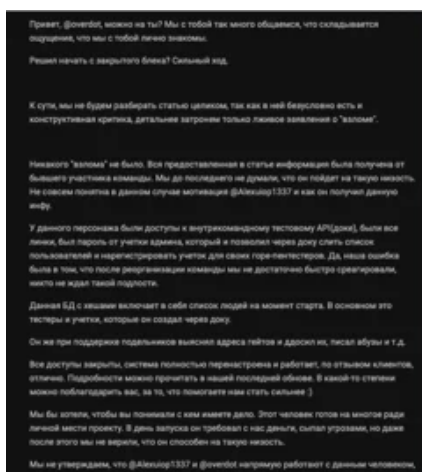 Привет, @overdot, можно на ты? Мы с тобой так много общаемся, что складывается
ощущение, что мы с тобой лично знакомы.
Решил начать с закрытого блека? Сильный ход.
К сути, мы не будем разбирать статью целиком, так как в ней безусловно есть и
конструктивная критика, детальнее затронем только лживое заявления о "взломе".
Никакого "взлома" не было. Вся предоставленная в статье информация была получена от
бывшего участника команды. Мы до последнего не думали, что он пойдет на такую низость.
Не совсем понятна в данном случае мотивация @Alexuiop1337 и как он получил данную
инфу.
У данного персонажа были доступы к внутрикомандному тестовому API(доке), были все
линки, был пароль от учетки админа, который и позволил через доку слить список
пользователей и нарегистрировать учеток для своих горе-пентестеров. Да, наша ошибка
была в том, что после реорганизации команды мы не достаточно быстро среагировали,
никто не ждал такой подлости.
Данная БД с хешами включает в себя список людей на момент старта. В основном это
тестеры и учетки, которые он создал через доку.
Он же при поддержке подельников выяснял адреса гейтов и ддосил их, писал абузы и т.д.
Все доступы закрыты, система полностью перенастроена и работает, по отзывом клиентов,
отлично. Подробности можно прочитать в нашей последней обнове. В какой-то степени
можно поблагодарить вас, за то, что помогаете нам стать сильнее :)
Мы бы хотели, чтобы вы понимали с кем имеете дело. Этот человек готов на многое ради
личной мести проекту. В день запуска он требовал с нас деньги, сыпал угрозами, но даже
после этого мы не верили, что он способен на такую низость.
Мы не утверждаем, что @Alexuiop1337 и @overdot напрямую работают с данным человеком,